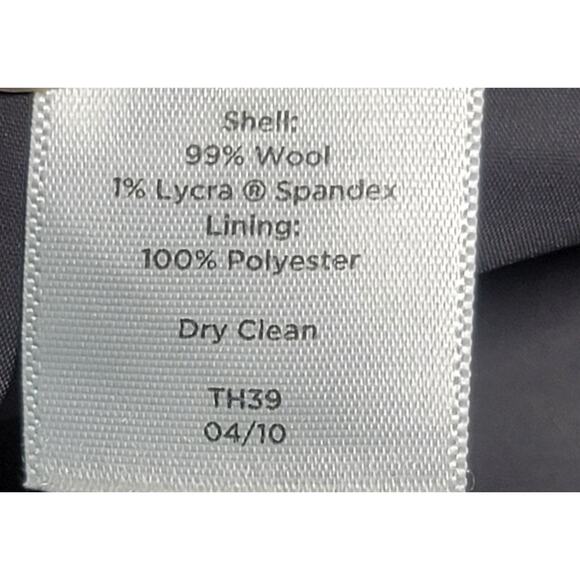 Shell:
99% Wool
1% Lycra ® Spandex
Lining:
100% Polyester
Dry Clean
TH39
04/10